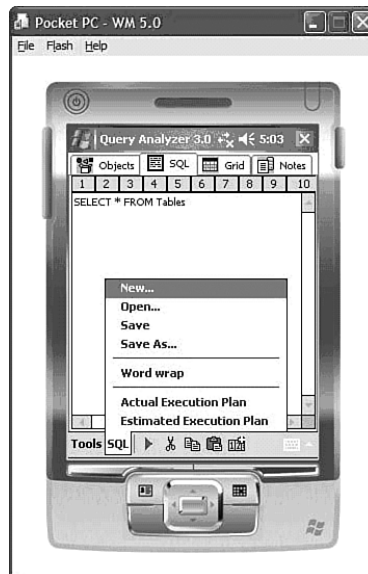 Pocket PC - WM 5.0
File Flash Help
Query Analyzer 3.0 5:03
Objects SQL Grid Notes
1 2 3 4 5 6 7 8 9 10
SELECT * FROM Tables
New...
Open...
Save
Save As...
Word wrap
Actual Execution Plan
Estimated Execution Plan
Tools SQL